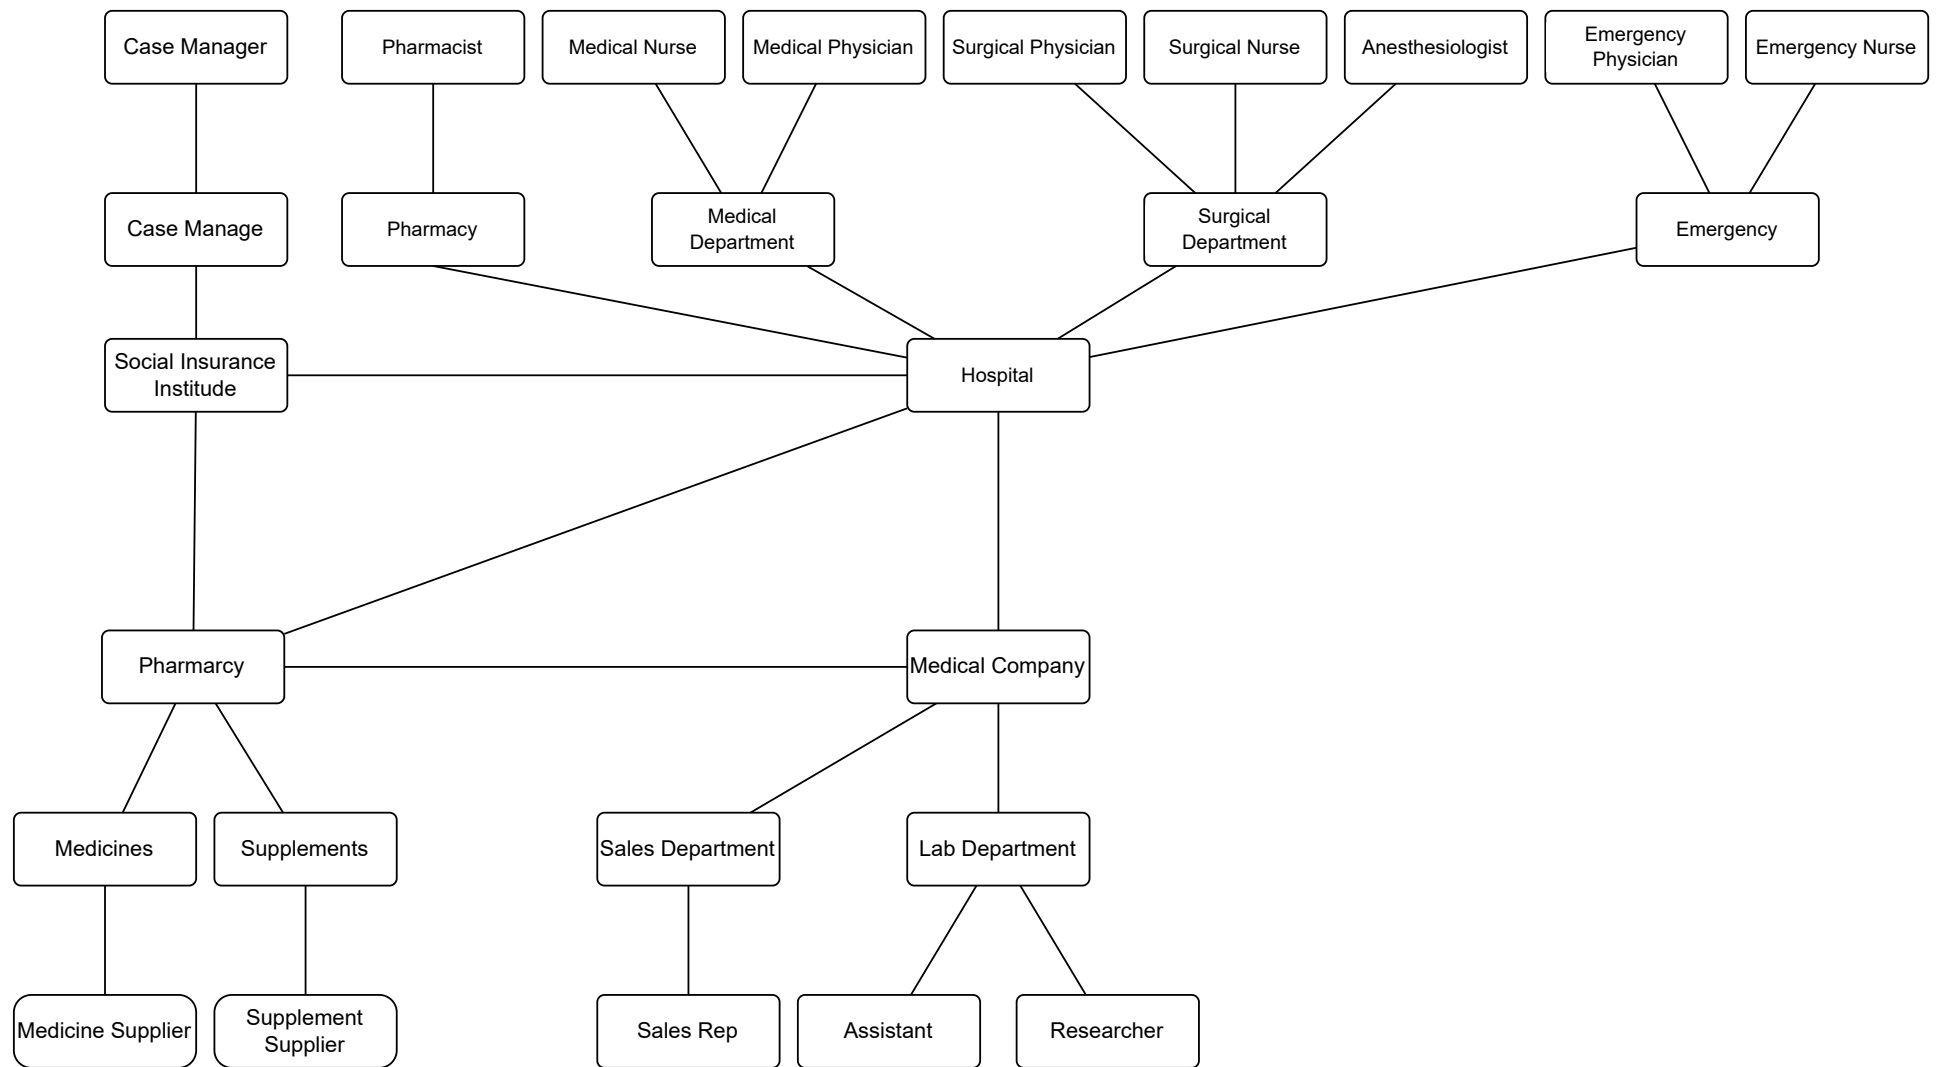 Case Manager
Pharmacist
Medical Nurse
Medical Physician
Surgical Physician
Surgical Nurse
Anesthesiologist
Emergency
Physician
Emergency Nurse
Case Manage
Pharmacy
Medical
Department
Surgical
Department
Emergency
Social Insurance
Institude
Hospital
Pharmarcy
Medical Company
Medicines
Supplements
Sales Department
Lab Department
Medicine Supplier
Supplement
Supplier
Sales Rep
Assistant
Researcher